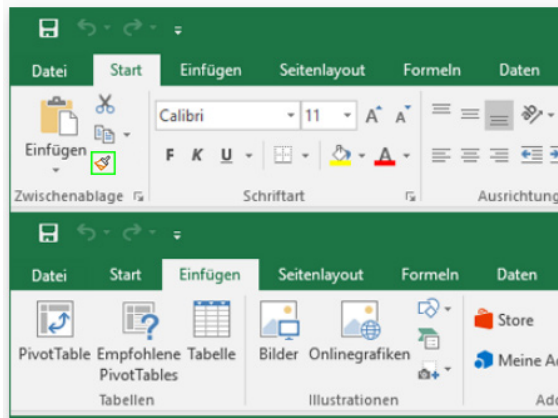 Datei Start Einfügen Seitenlayout Formeln Daten
Calibri 11 A A
Einfügen
F K U A
Zwischenablage Schriftart Ausrichtung
Datei Start Einfügen Seitenlayout Formeln Daten
Store
PivotTable Empfohlene Tabelle Bilder Onlinegrafiken
PivotTables
Meine
Tabellen Illustrationen